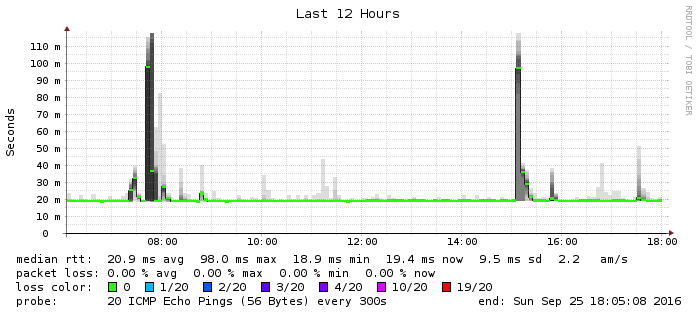 Last 12 Hours
RRDTOOL / TOBI OETIKER
Seconds
110 m
100 m
90 m
80 m
70 m
60 m
50 m
40 m
30 m
20 m
10 m
0
08:00 10:00 12:00 14:00 16:00 18:00
median rtt: 20.9 ms avg 98.0 ms max 18.9 ms min 19.4 ms now 9.5 ms sd 2.2 am/s
packet loss: 0.00 % avg 0.00 % max 0.00 % min 0.00 % now
loss color: 0 1/20 2/20 3/20 4/20 10/20 19/20
probe: 20 ICMP Echo Pings (56 Bytes) every 300s end: Sun Sep 25 18:05:08 2016